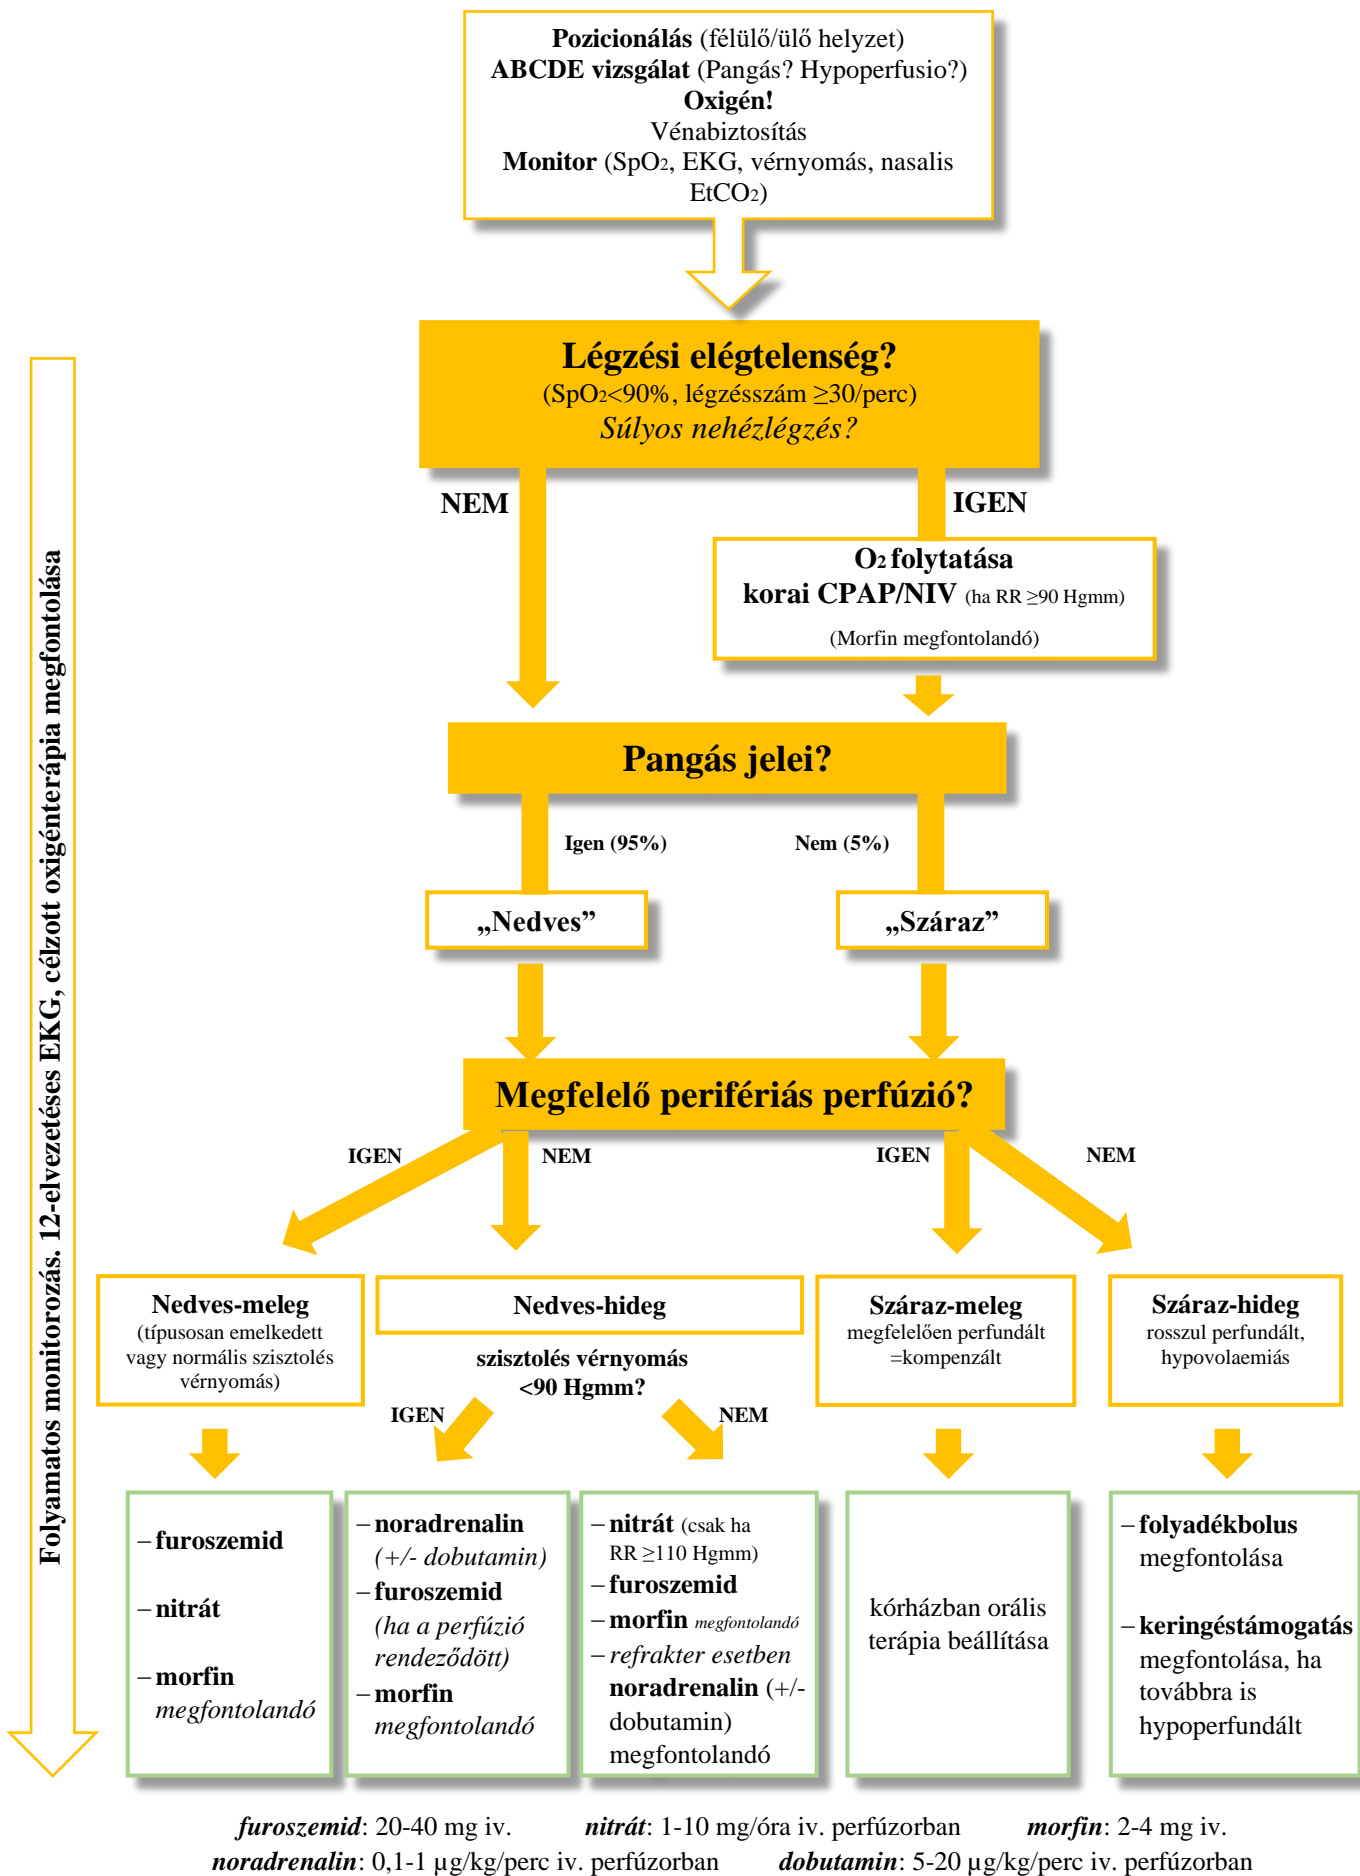 Pozicionálás (félülő/ülő helyzet)
ABCDE vizsgálat (Pangás? Hypoperfusio?)
Oxigén!
Vénabiztosítás
Monitor (SpO₂, EKG, vérnyomás, nasalis
EtCO₂)
Légzési elégtelenség?
(SpO₂<90%, légzésszám ≥30/perc)
Súlyos nehézlégzés?
NEM
IGEN
O₂ folytatása
korai CPAP/NIV (ha RR ≥90 Hgmm)
(Morfin megfontolandó)
Pangás jelei?
Igen (95%)
Nem (5%)
„Nedves”
„Száraz”
Megfelelő perifériás perfúzió?
IGEN
NEM
IGEN
NEM
Nedves-meleg
(típusosan emelkedett
vagy normális szisztolés
vérnyomás)
Nedves-hideg
szisztolés vérnyomás
<90 Hgmm?
IGEN
NEM
Száraz-meleg
megfelelően perfundált
=kompenzált
Száraz-hideg
rosszul perfundált,
hypovolaemiás
– furoszemid
– nitrát
– morfin
megfontolandó
– noradrenalin
(+/- dobutamin)
– furoszemid
(ha a perfúzió
rendeződött)
– morfin
megfontolandó
– nitrát (csak ha
RR ≥110 Hgmm)
– furoszemid
– morfin megfontolandó
– refrakter esetben
noradrenalin (+/-
dobutamin)
megfontolandó
kórházban orális
terápia beállítása
– folyadékbolus
megfontolása
– keringéstámogatás
megfontolása, ha
továbbra is
hypoperfundált
Folyamatos monitorozás. 12-elvezetéses EKG, célzott oxigénterápia megfontolása
furoszemid: 20-40 mg iv. nitrát: 1-10 mg/óra iv. perfúzorban morfin: 2-4 mg iv.
noradrenalin: 0,1-1 µg/kg/perc iv. perfúzorban dobutamin: 5-20 µg/kg/perc iv. perfúzorban